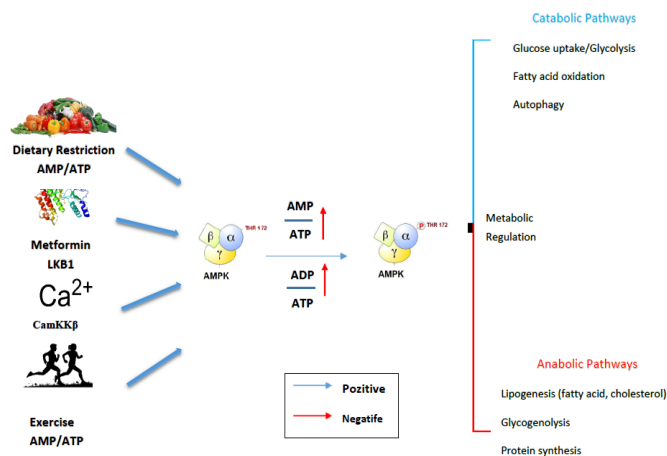 Catabolic Pathways
Glucose uptake/Glycolysis
Fatty acid oxidation
Autophagy
Dietary Restriction
AMP/ATP
Metformin
LKB1
Ca2+
CamKKβ
Exercise
AMP/ATP
β α γ
THR 172
AMPK
AMP
ATP
ADP
ATP
β α γ
P THR 172
AMPK
Metabolic
Regulation
Pozitive
Negatife
Anabolic Pathways
Lipogenesis (fatty acid, cholesterol)
Glycogenolysis
Protein synthesis